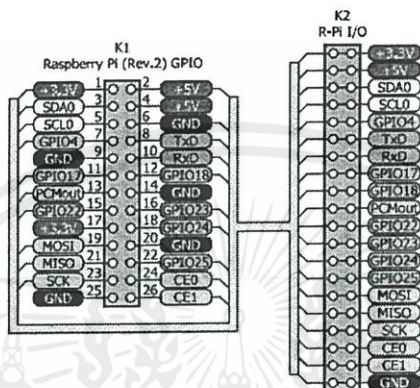 K1
Raspberry Pi (Rev.2) GPIO
+3.3V 1 2 +5V
SDA0 3 4 +5V
SCL0 5 6 GND
GPIO4 7 8 TxD
GND 9 10 RxD
GPIO17 11 12 GPIO18
PCMout 13 14 GND
GPIO22 15 16 GPIO23
+3.3V 17 18 GPIO24
MOSI 19 20 GND
MISO 21 22 GPIO25
SCK 23 24 CE0
GND 25 26 CE1
K2
R-Pi I/O
+3.3V
+5V
SDA0
SCL0
GPIO4
TxD
RxD
GPIO17
GPIO18
PCMout
GPIO22
GPIO23
GPIO24
GPIO25
MOSI
MISO
SCK
CE0
CE1
GND